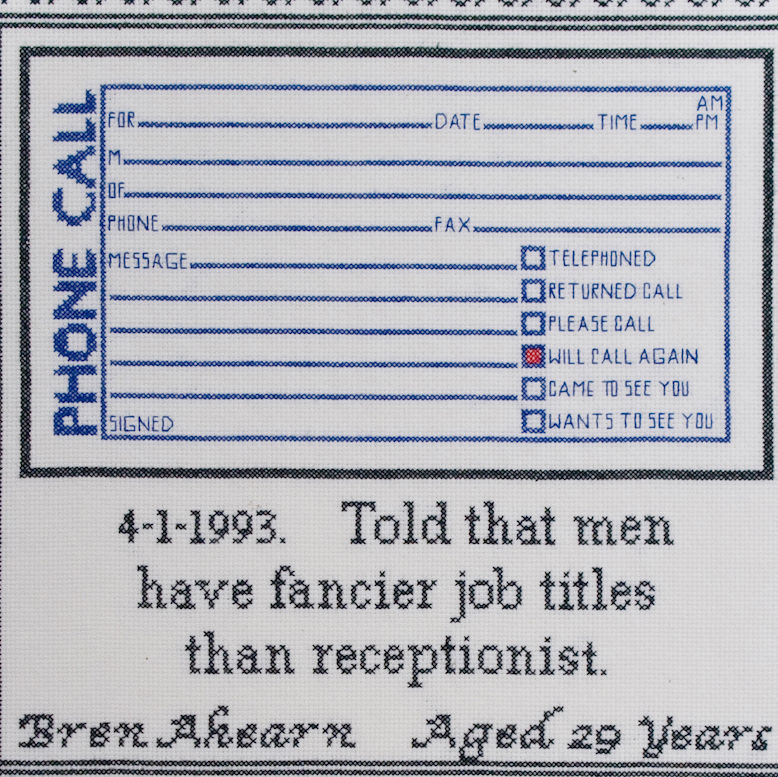 PHONE CALL
AM
FOR DATE TIME PM
M
OF
PHONE FAX
MESSAGE TELEPHONED
RETURNED CALL
PLEASE CALL
WILL CALL AGAIN
CAME TO SEE YOU
SIGNED WANTS TO SEE YOU
4-1-1993. Told that men
have fancier job titles
than receptionist.
Bren Ahearn Aged 29 Years